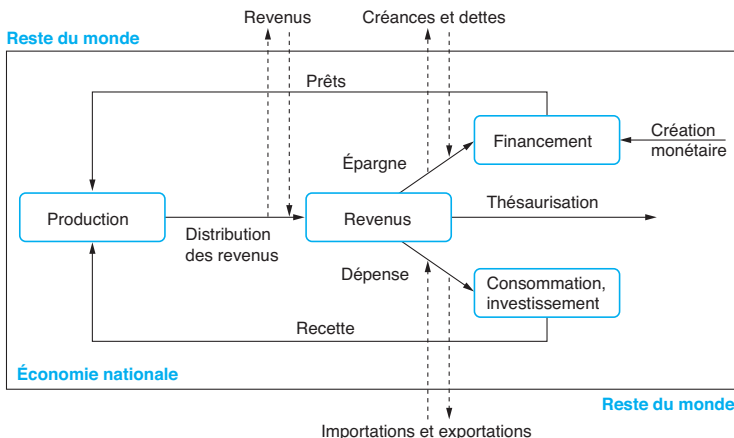 Revenus
Créances et dettes
Reste du monde
Prêts
Financement
Création
monétaire
Épargne
Production
Revenus
Thésaurisation
Distribution
des revenus
Dépense
Consommation,
investissement
Recette
Économie nationale
Reste du monde
Importations et exportations